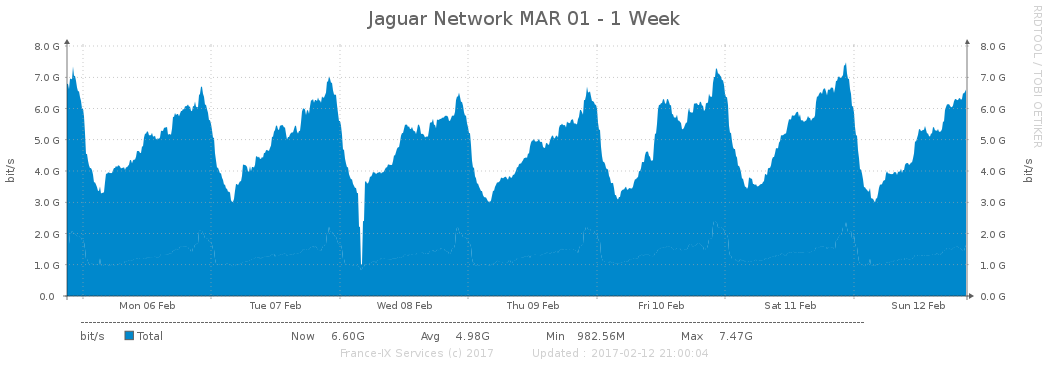 Jaguar Network MAR 01 - 1 Week
RRDTOOL / TOBI OETIKER
8.0 G 8.0 G
7.0 G 7.0 G
6.0 G 6.0 G
5.0 G 5.0 G
4.0 G 4.0 G
3.0 G 3.0 G
2.0 G 2.0 G
1.0 G 1.0 G
0.0 0.0 G
bit/s bit/s
Mon 06 Feb Tue 07 Feb Wed 08 Feb Thu 09 Feb Fri 10 Feb Sat 11 Feb Sun 12 Feb
bit/s Total Now 6.60G Avg 4.98G Min 982.56M Max 7.47G
France-IX Services (c) 2017 Updated : 2017-02-12 21:00:04